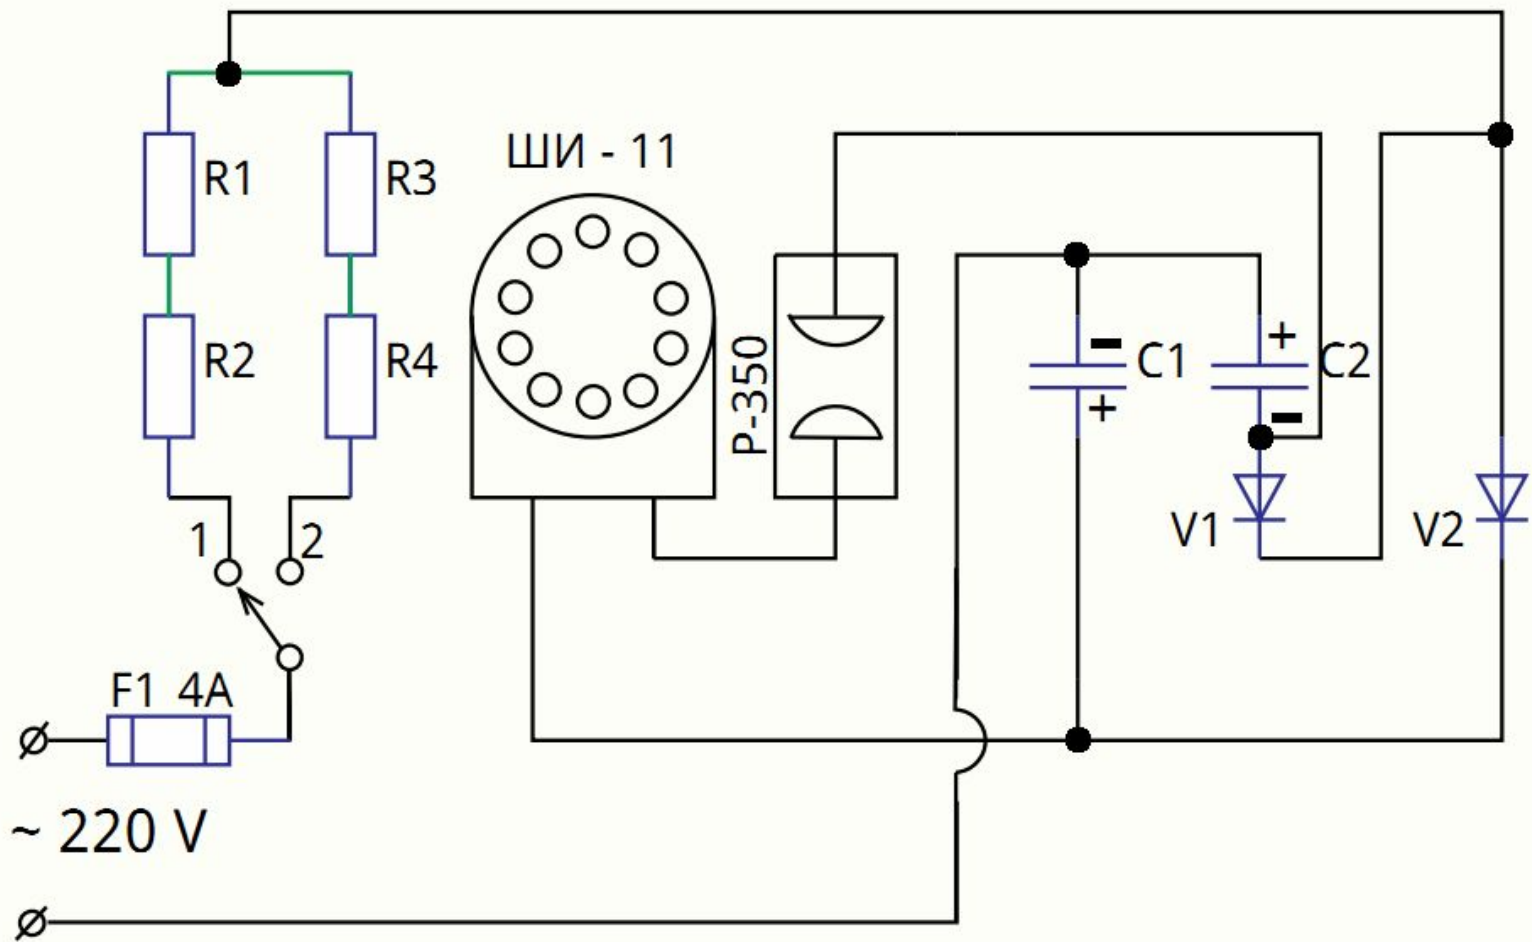 ШИ - 11
R1
R3
R2
R4
P-350
C1
C2
-
+
+
-
1
2
V1
V2
F1 4A
~ 220 V